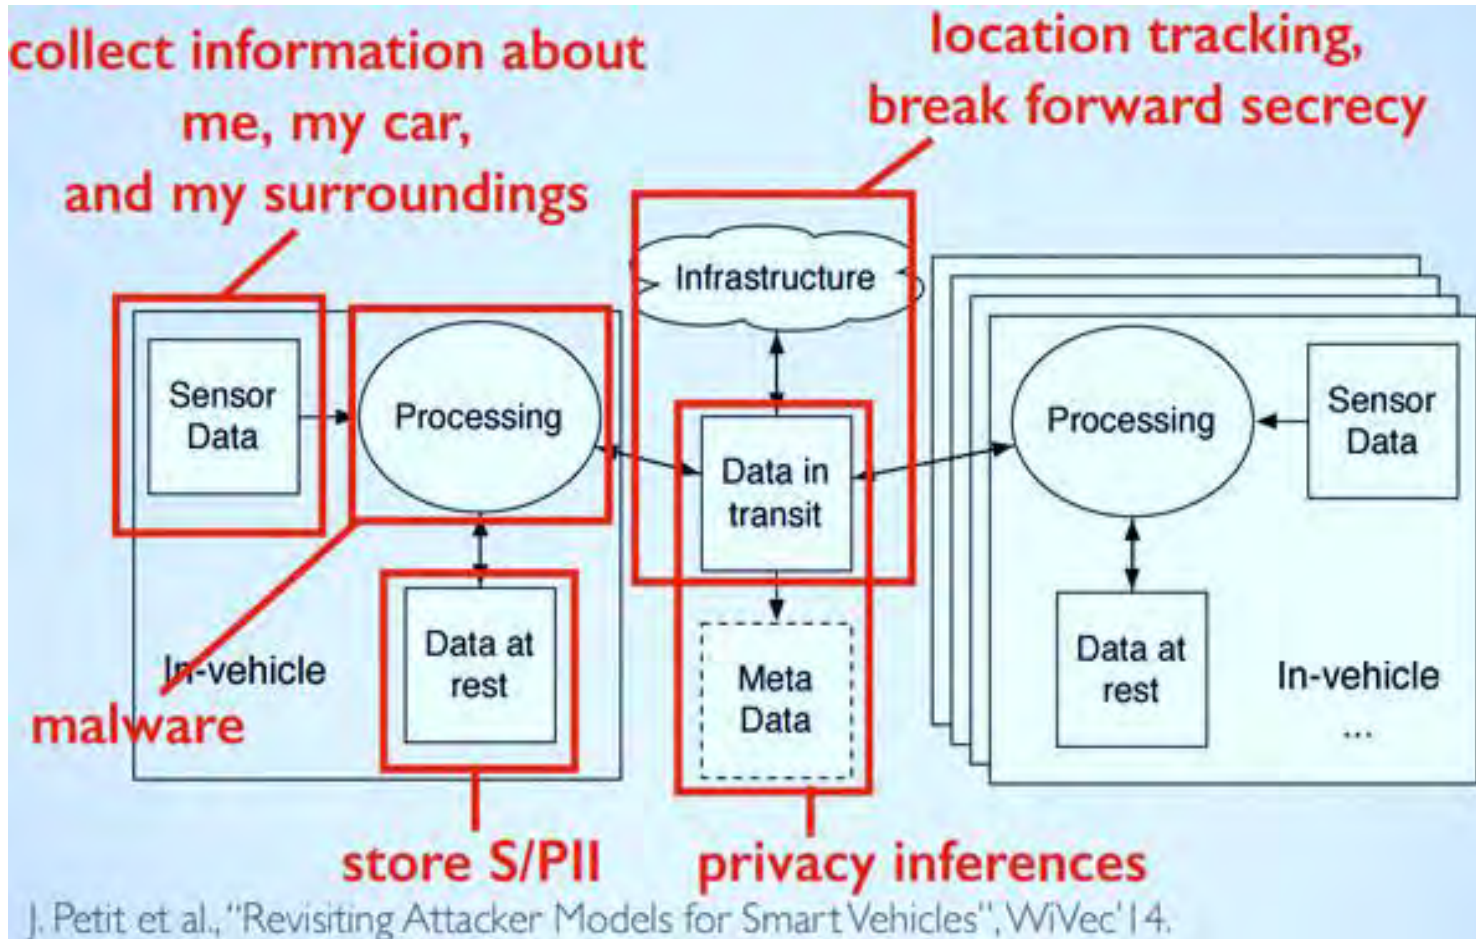 collect information about
me, my car,
and my surroundings
location tracking,
break forward secrecy
Infrastructure
Sensor
Data
Processing
Data in
transit
Processing
Sensor
Data
Data at
rest
In-vehicle
Meta
Data
Data at
rest
In-vehicle
...
malware
store S/PII
privacy inferences
J. Petit et al., "Revisiting Attacker Models for Smart Vehicles", WiVec'14.